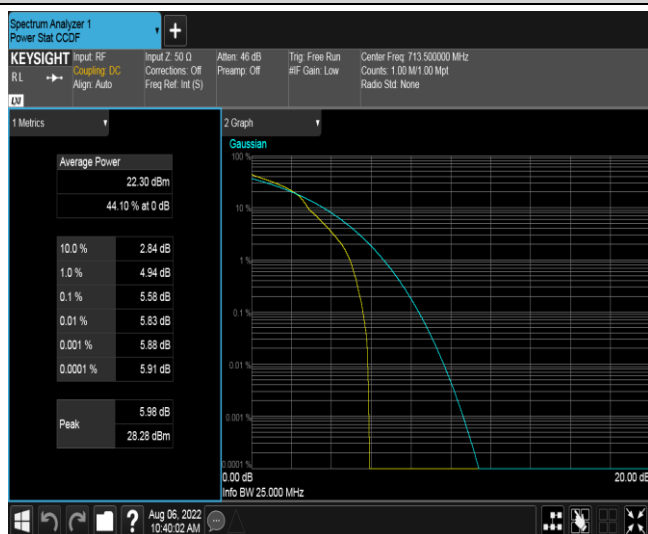 Spectrum Analyzer 1
Power Stat CCDF
+
KEYSIGHT
R L
LXI
Input: RF
Coupling: DC
Align: Auto
Input Z: 50 Ω
Corrections: Off
Freq Ref: Int (S)
Atten: 46 dB
Preamp: Off
Trig: Free Run
#IF Gain: Low
Center Freq: 713.500000 MHz
Counts: 1.00 M/1.00 Mpt
Radio Std: None
1 Metrics
Average Power
22.30 dBm
44.10 % at 0 dB
10.0 % 2.84 dB
1.0 % 4.94 dB
0.1 % 5.58 dB
0.01 % 5.83 dB
0.001 % 5.88 dB
0.0001 % 5.91 dB
Peak
5.98 dB
28.28 dBm
2 Graph
Gaussian
100 %
10 %
1 %
0.1 %
0.01 %
0.001 %
0.0001 %
0.00 dB
20.00 dB
Info BW 25.000 MHz
?
Aug 06, 2022
10:40:02 AM